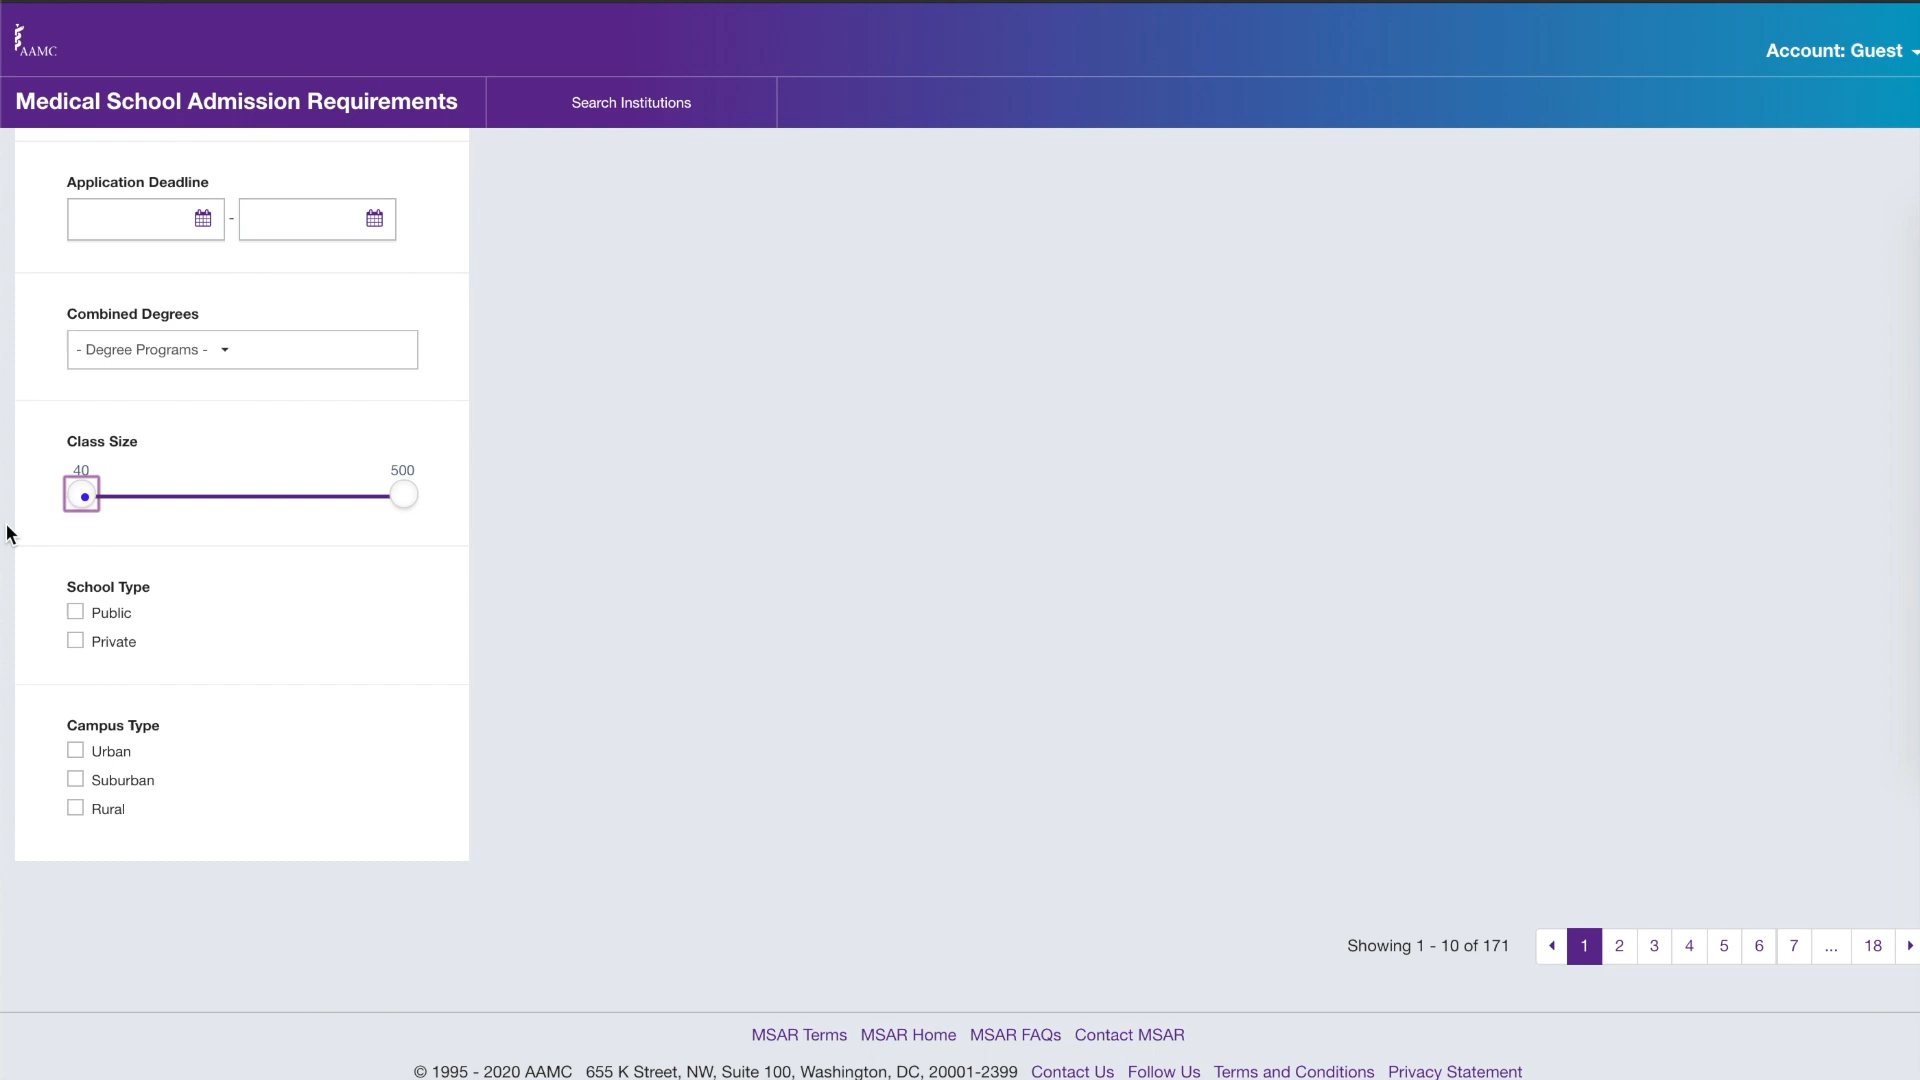 AAMC
Account: Guest
Medical School Admission Requirements
Search Institutions
Application Deadline
-
Combined Degrees
- Degree Programs -
Class Size
40 500
School Type
Public
Private
Campus Type
Urban
Suburban
Rural
Showing 1 - 10 of 171 1 2 3 4 5 6 7 ... 18
MSAR Terms MSAR Home MSAR FAQs Contact MSAR
© 1995 - 2020 AAMC 655 K Street, NW, Suite 100, Washington, DC, 20001-2399 Contact Us Follow Us Terms and Conditions Privacy Statement